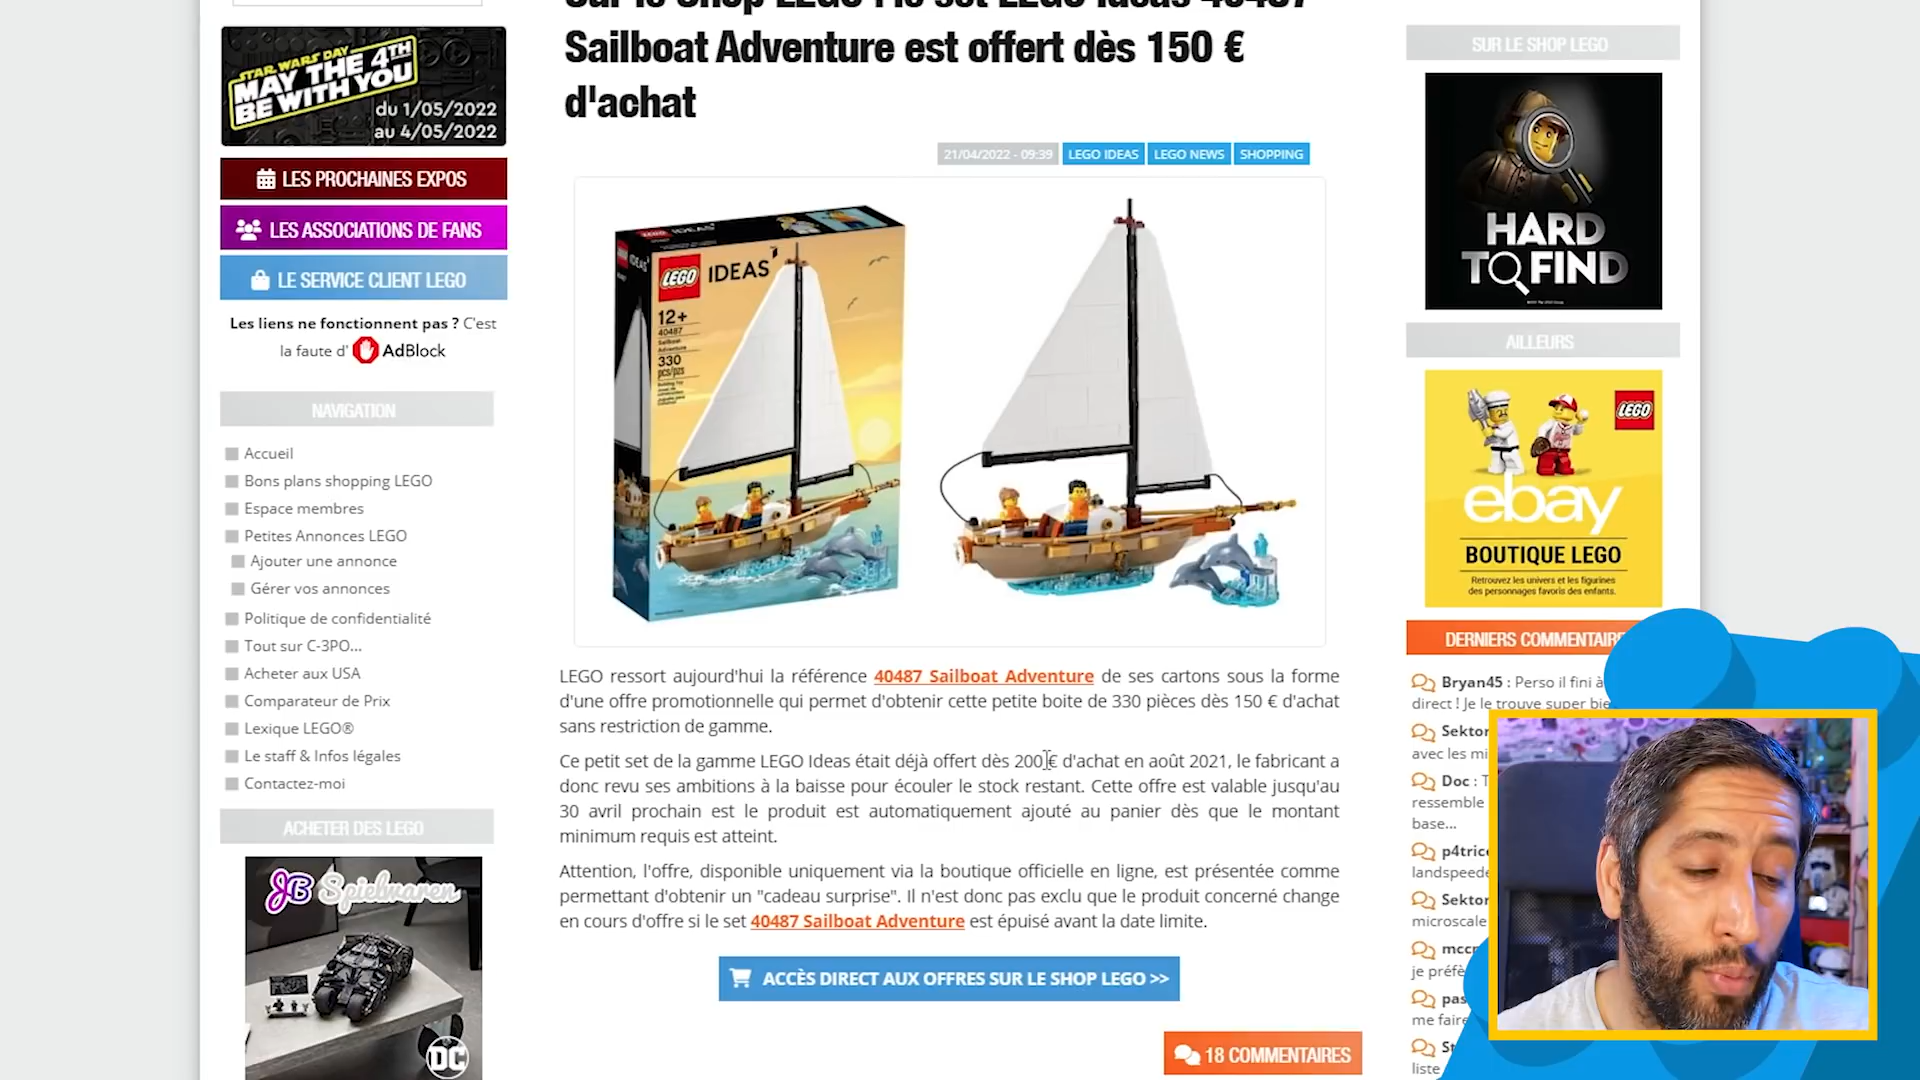 Sur le Shop LEGO : le set LEGO Ideas 40487
Sailboat Adventure est offert dès 150 €
d'achat
21/04/2022 - 09:39
LEGO IDEAS
LEGO NEWS
SHOPPING
STAR WARS DAY
MAY THE 4TH
BE WITH YOU
du 1/05/2022
au 4/05/2022
LES PROCHAINES EXPOS
LES ASSOCIATIONS DE FANS
LE SERVICE CLIENT LEGO
Les liens ne fonctionnent pas ? C'est
la faute d' AdBlock
NAVIGATION
Accueil
Bons plans shopping LEGO
Espace membres
Petites Annonces LEGO
Ajouter une annonce
Gérer vos annonces
Politique de confidentialité
Tout sur C-3PO...
Acheter aux USA
Comparateur de Prix
Lexique LEGO®
Le staff & Infos légales
Contactez-moi
ACHETER DES LEGO
JB Spielwaren
DC
LEGO IDEAS
12+
40487
Sailboat
Adventure
330
pcs/pzs
LEGO ressort aujourd'hui la référence 40487 Sailboat Adventure de ses cartons sous la forme
d'une offre promotionnelle qui permet d'obtenir cette petite boite de 330 pièces dès 150 € d'achat
sans restriction de gamme.
Ce petit set de la gamme LEGO Ideas était déjà offert dès 200 € d'achat en août 2021, le fabricant a
donc revu ses ambitions à la baisse pour écouler le stock restant. Cette offre est valable jusqu'au
30 avril prochain est le produit est automatiquement ajouté au panier dès que le montant
minimum requis est atteint.
Attention, l'offre, disponible uniquement via la boutique officielle en ligne, est présentée comme
permettant d'obtenir un "cadeau surprise". Il n'est donc pas exclu que le produit concerné change
en cours d'offre si le set 40487 Sailboat Adventure est épuisé avant la date limite.
ACCÈS DIRECT AUX OFFRES SUR LE SHOP LEGO >>
18 COMMENTAIRES
SUR LE SHOP LEGO
HARD
TO FIND
AILLEURS
LEGO
ebay
BOUTIQUE LEGO
Retrouvez les univers et les figurines
des personnages favoris des enfants.
DERNIERS COMMENTAIRE
Bryan45 : Perso il fini à
direct ! Je le trouve super bie
Sektor
avec les mi
Doc : T
ressemble
base...
p4trice
landspeede
Sektor
microscale
mccr
je préfè
pas
me faire
St
liste